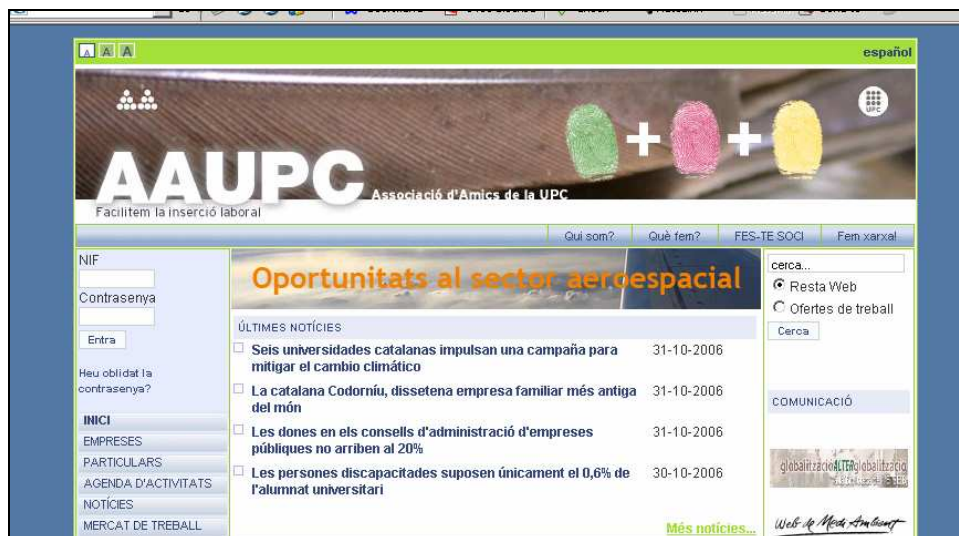 A A A
español
UPC
AAUPC
Associació d'Amics de la UPC
Facilitem la inserció laboral
Qui som?
Què fem?
FES-TE SOCI
Fem xarxa!
NIF
Contrasenya
Entra
Heu oblidat la
contrasenya?
INICI
EMPRESES
PARTICULARS
AGENDA D'ACTIVITATS
NOTÍCIES
MERCAT DE TREBALL
Oportunitats al sector aeroespacial
ÚLTIMES NOTÍCIES
Seis universidades catalanas impulsan una campaña para 31-10-2006
mitigar el cambio climático
La catalana Codorníu, dissetena empresa familiar més antiga 31-10-2006
del món
Les dones en els consells d'administració d'empreses 31-10-2006
públiques no arriben al 20%
Les persones discapacitades suposen únicament el 0,6% de 30-10-2006
l'alumnat universitari
Més notícies...
cerca...
Resta Web
Ofertes de treball
Cerca
COMUNICACIÓ
globalitzacióALTERglobalització
Web de Medi Ambient